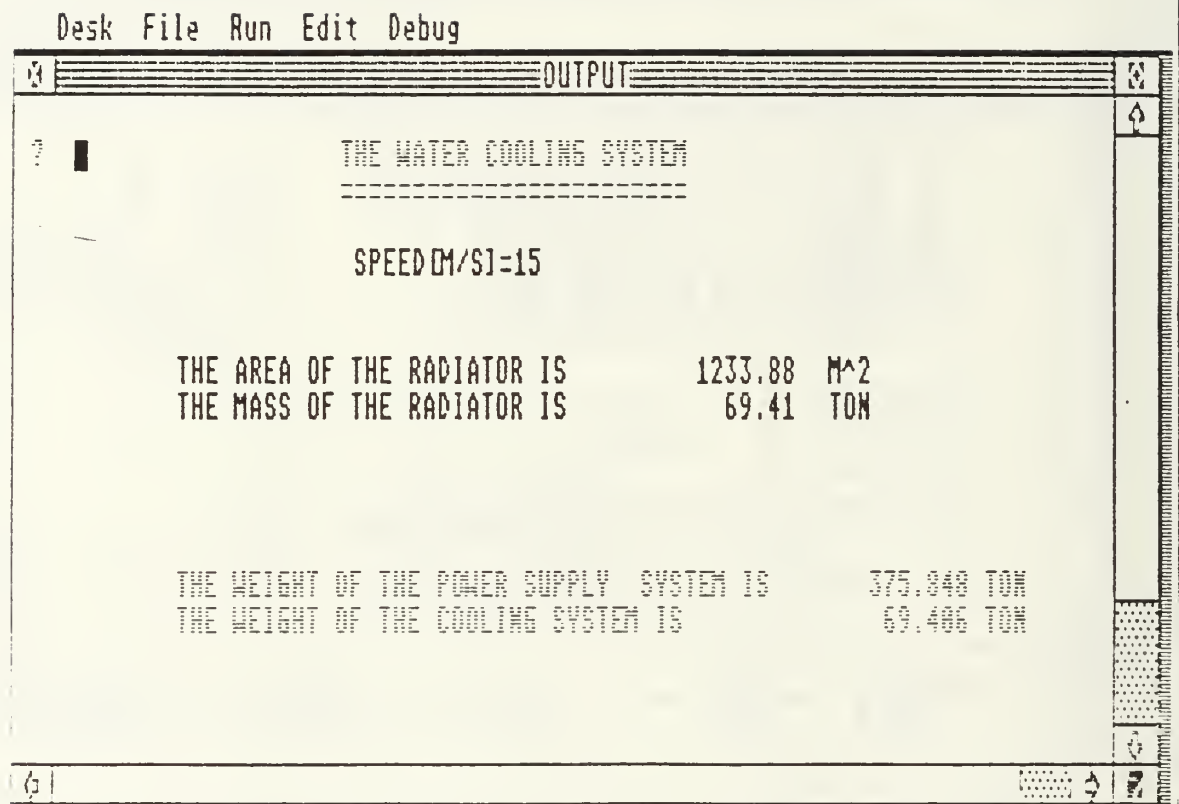 Desk File Run Edit Debug
OUTPUT
? THE WATER COOLING SYSTEM
========================
SPEED[M/S]=15
THE AREA OF THE RADIATOR IS 1233.88 M^2
THE MASS OF THE RADIATOR IS 69.41 TON
THE WEIGHT OF THE POWER SUPPLY SYSTEM IS TON
THE WEIGHT OF THE COOLING SYSTEM IS 69.406 TON